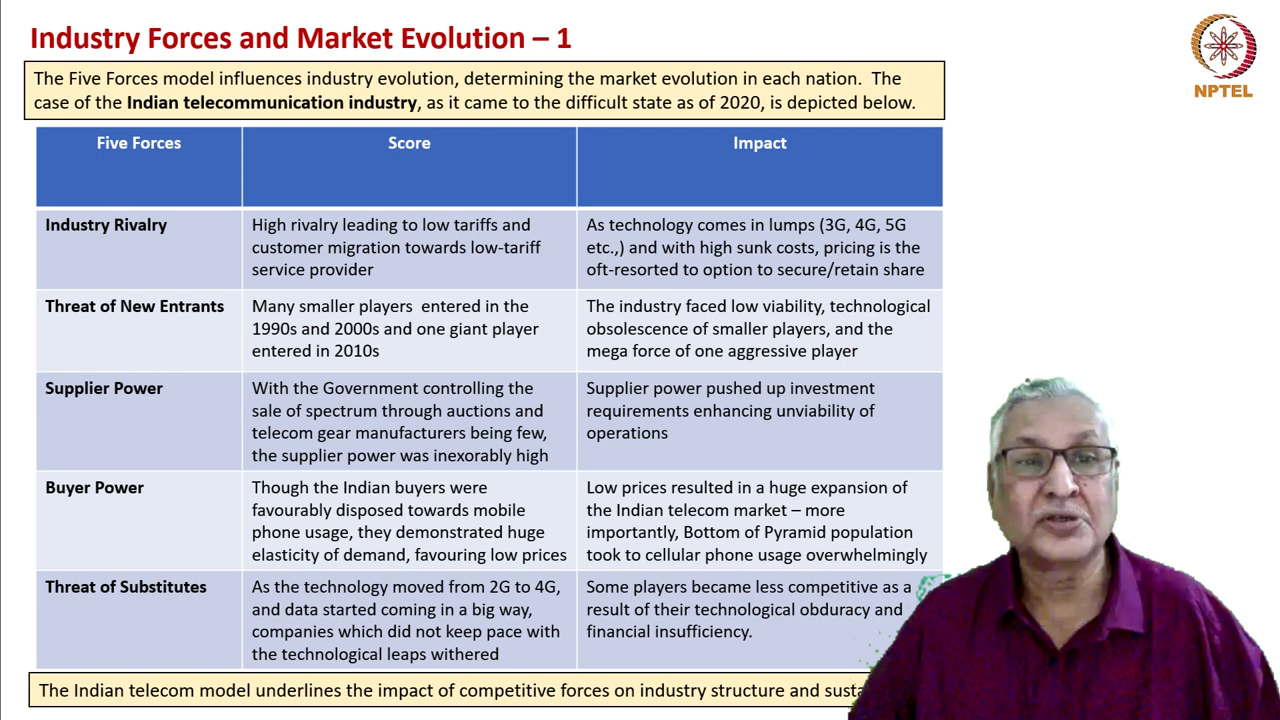 Industry Forces and Market Evolution – 1
NPTEL
The Five Forces model influences industry evolution, determining the market evolution in each nation. The
case of the Indian telecommunication industry, as it came to the difficult state as of 2020, is depicted below.
Five Forces
Score
Impact
Industry Rivalry
High rivalry leading to low tariffs and
customer migration towards low-tariff
service provider
As technology comes in lumps (3G, 4G, 5G
etc.,) and with high sunk costs, pricing is the
oft-resorted to option to secure/retain share
Threat of New Entrants
Many smaller players entered in the
1990s and 2000s and one giant player
entered in 2010s
The industry faced low viability, technological
obsolescence of smaller players, and the
mega force of one aggressive player
Supplier Power
With the Government controlling the
sale of spectrum through auctions and
telecom gear manufacturers being few,
the supplier power was inexorably high
Supplier power pushed up investment
requirements enhancing unviability of
operations
Buyer Power
Though the Indian buyers were
favourably disposed towards mobile
phone usage, they demonstrated huge
elasticity of demand, favouring low prices
Low prices resulted in a huge expansion of
the Indian telecom market – more
importantly, Bottom of Pyramid population
took to cellular phone usage overwhelmingly
Threat of Substitutes
As the technology moved from 2G to 4G,
and data started coming in a big way,
companies which did not keep pace with
the technological leaps withered
Some players became less competitive as a
result of their technological obduracy and
financial insufficiency.
The Indian telecom model underlines the impact of competitive forces on industry structure and